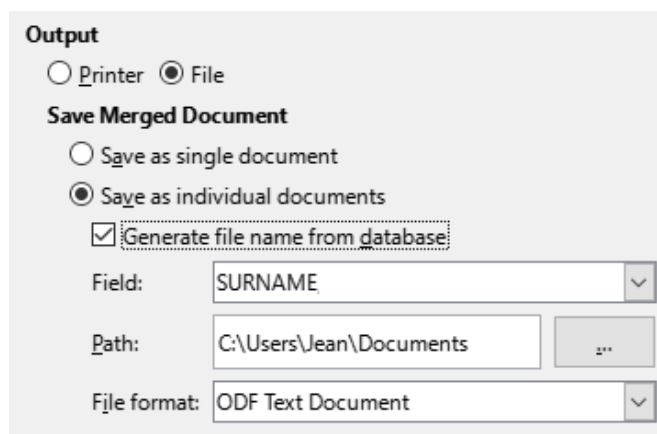 Output
Printer File
Save Merged Document
Save as single document
Save as individual documents
Generate file name from database
Field: SURNAME
Path: C:\Users\Jean\Documents ...
File format: ODF Text Document